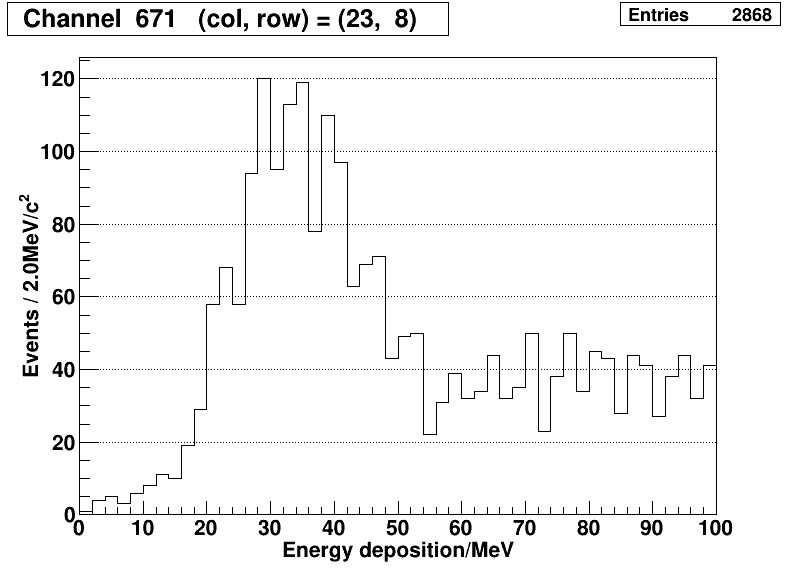 Channel 671 (col, row) = (23, 8)
Entries 2868
Events / 2.0MeV/c²
120
100
80
60
40
20
0
0 10 20 30 40 50 60 70 80 90 100
Energy deposition/MeV